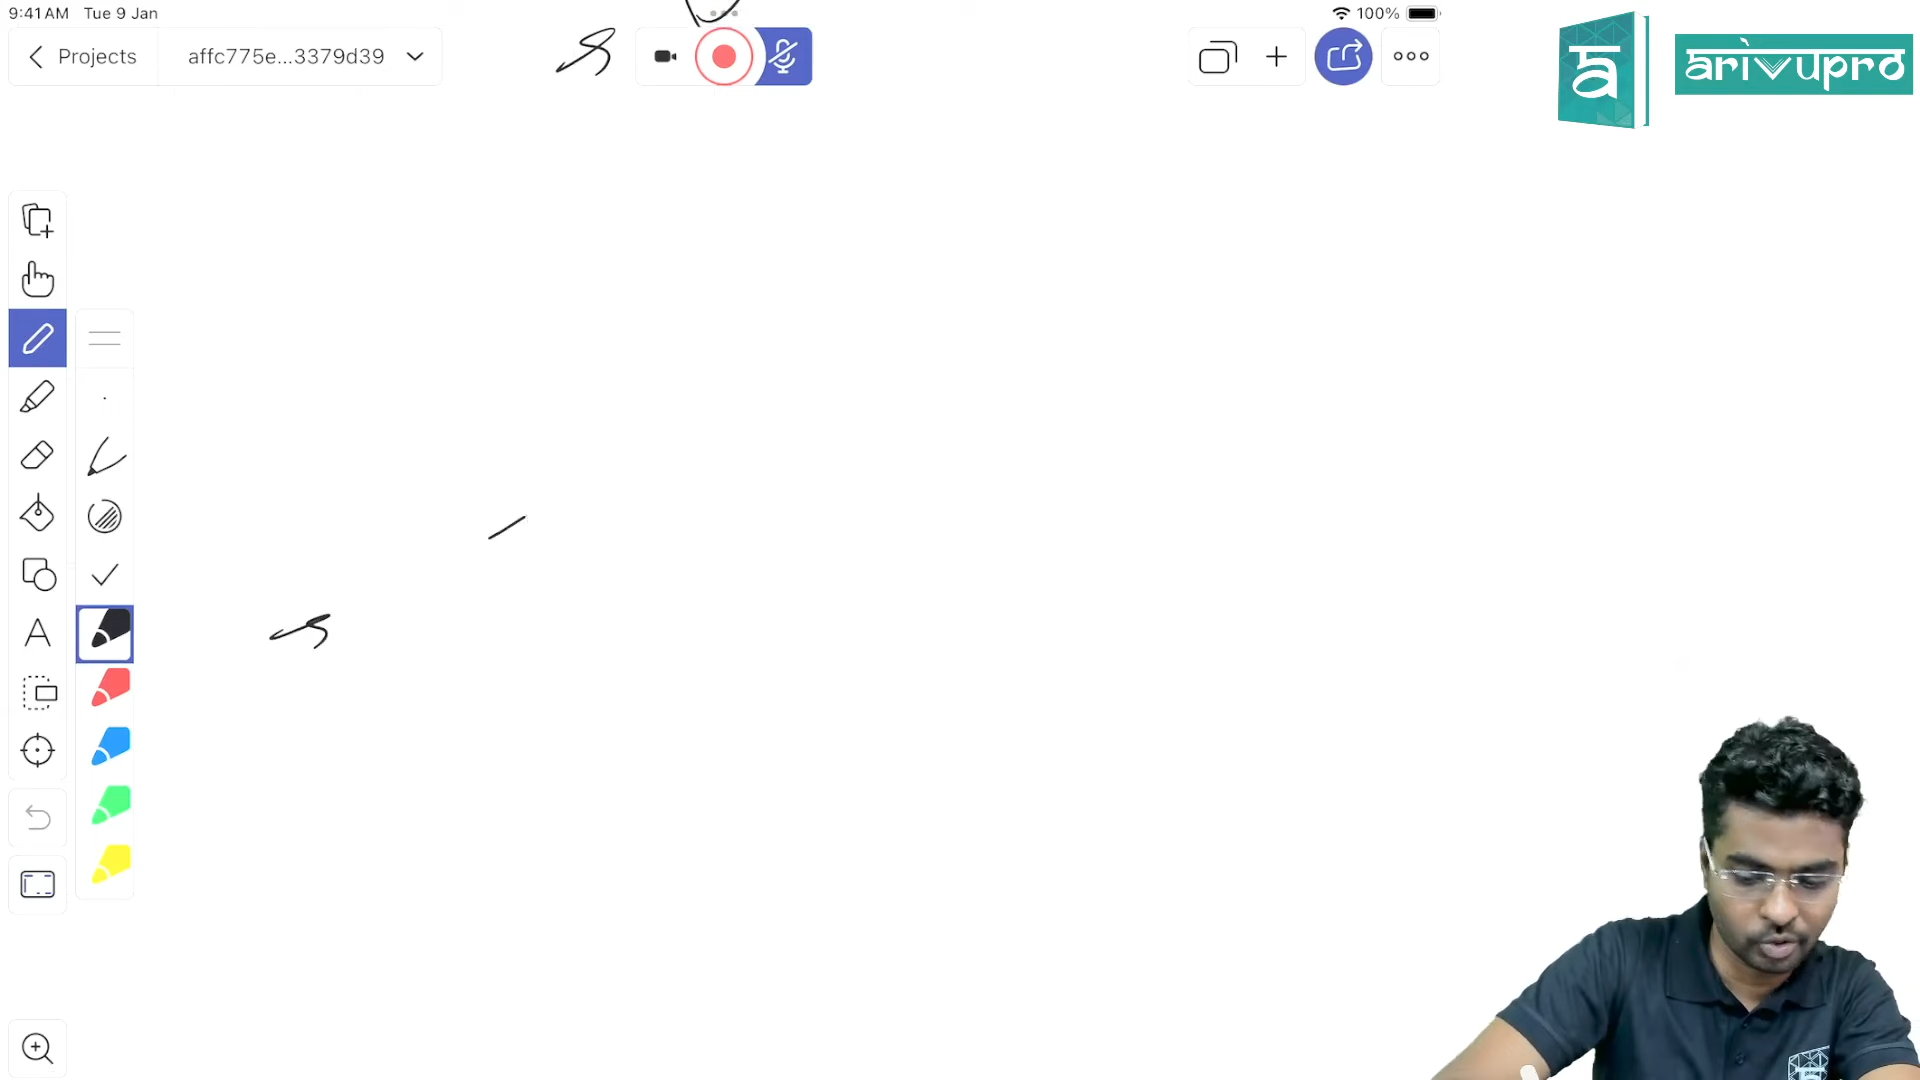 9:41 AM Tue 9 Jan
100%
Projects
affc775e...3379d39
ā
arivupro
A